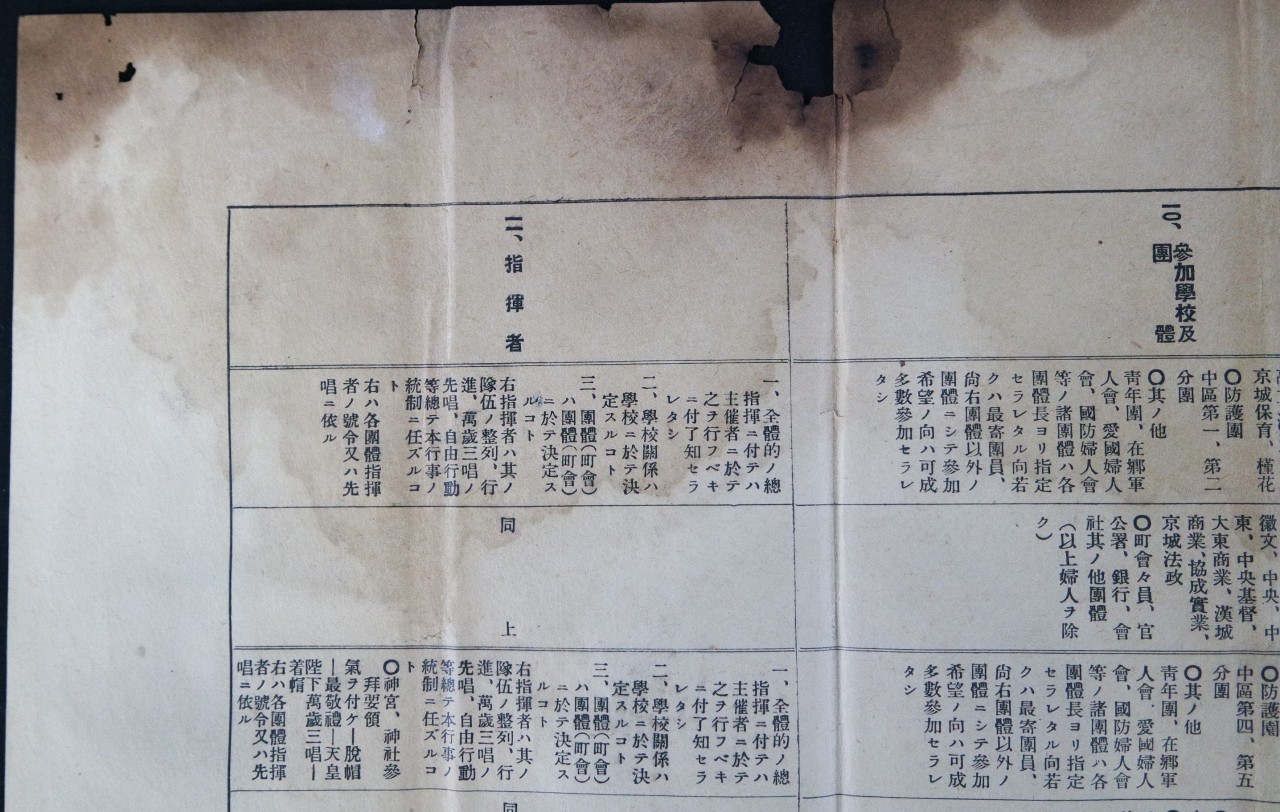 一〇、參加學校及
團體
京城保育、槿花
〇防護團
中區第一、第二
分團
〇其ノ他
靑年團、在鄕軍
人會、愛國婦人
會、國防婦人會
等ノ諸團體ハ各
團體長ヨリ指定
セラレタル向若
クハ最寄團員、
尙右團體以外ノ
團體ニシテ參加
希望ノ向ハ可成
多數參加セラレ
タシ
徽文、中央、中
東、中央基督、
大東商業、漢城
商業、協成實業、
京城法政
〇町會々員、官
公署、銀行、會
社其ノ他團體
(以上婦人ヲ除
ク)
〇防護團
中區第四、第五
分團
〇其ノ他
靑年團、在鄕軍
人會、愛國婦人
會、國防婦人會
等ノ諸團體ハ各
團體長ヨリ指定
セラレタル向若
クハ最寄團員、
尙右團體以外ノ
團體ニシテ參加
希望ノ向ハ可成
多數參加セラレ
タシ
二、指揮者
一、全體的ノ總
指揮ニ付テハ
主催者ニ於テ
之ヲ行フベキ
ニ付了知セラ
レタシ
二、學校關係ハ
學校ニ於テ決
定スルコト
三、團體(町會)
ハ團體(町會)
ニ於テ決定ス
ルコト
右指揮者ハ其ノ
隊伍ノ整列、行
進、萬歲三唱ノ
先唱、自由行動
等總テ本行事ノ
統制ニ任ズルコ
ト
右ハ各團體指揮
者ノ號令又ハ先
唱ニ依ル
同上
一、全體的ノ總
指揮ニ付テハ
主催者ニ於テ
之ヲ行フベキ
ニ付了知セラ
レタシ
二、學校關係ハ
學校ニ於テ決
定スルコト
三、團體(町會)
ハ團體(町會)
ニ於テ決定ス
ルコト
右指揮者ハ其ノ
隊伍ノ整列、行
進、萬歲三唱ノ
先唱、自由行動
等總テ本行事ノ
統制ニ任ズルコ
ト
〇神宮、神社參
拜要領
氣ヲ付ケ―脫帽
―最敬禮―天皇
陛下萬歲三唱―
着帽
右ハ各團體指揮
者ノ號令又ハ先
唱ニ依ル
同